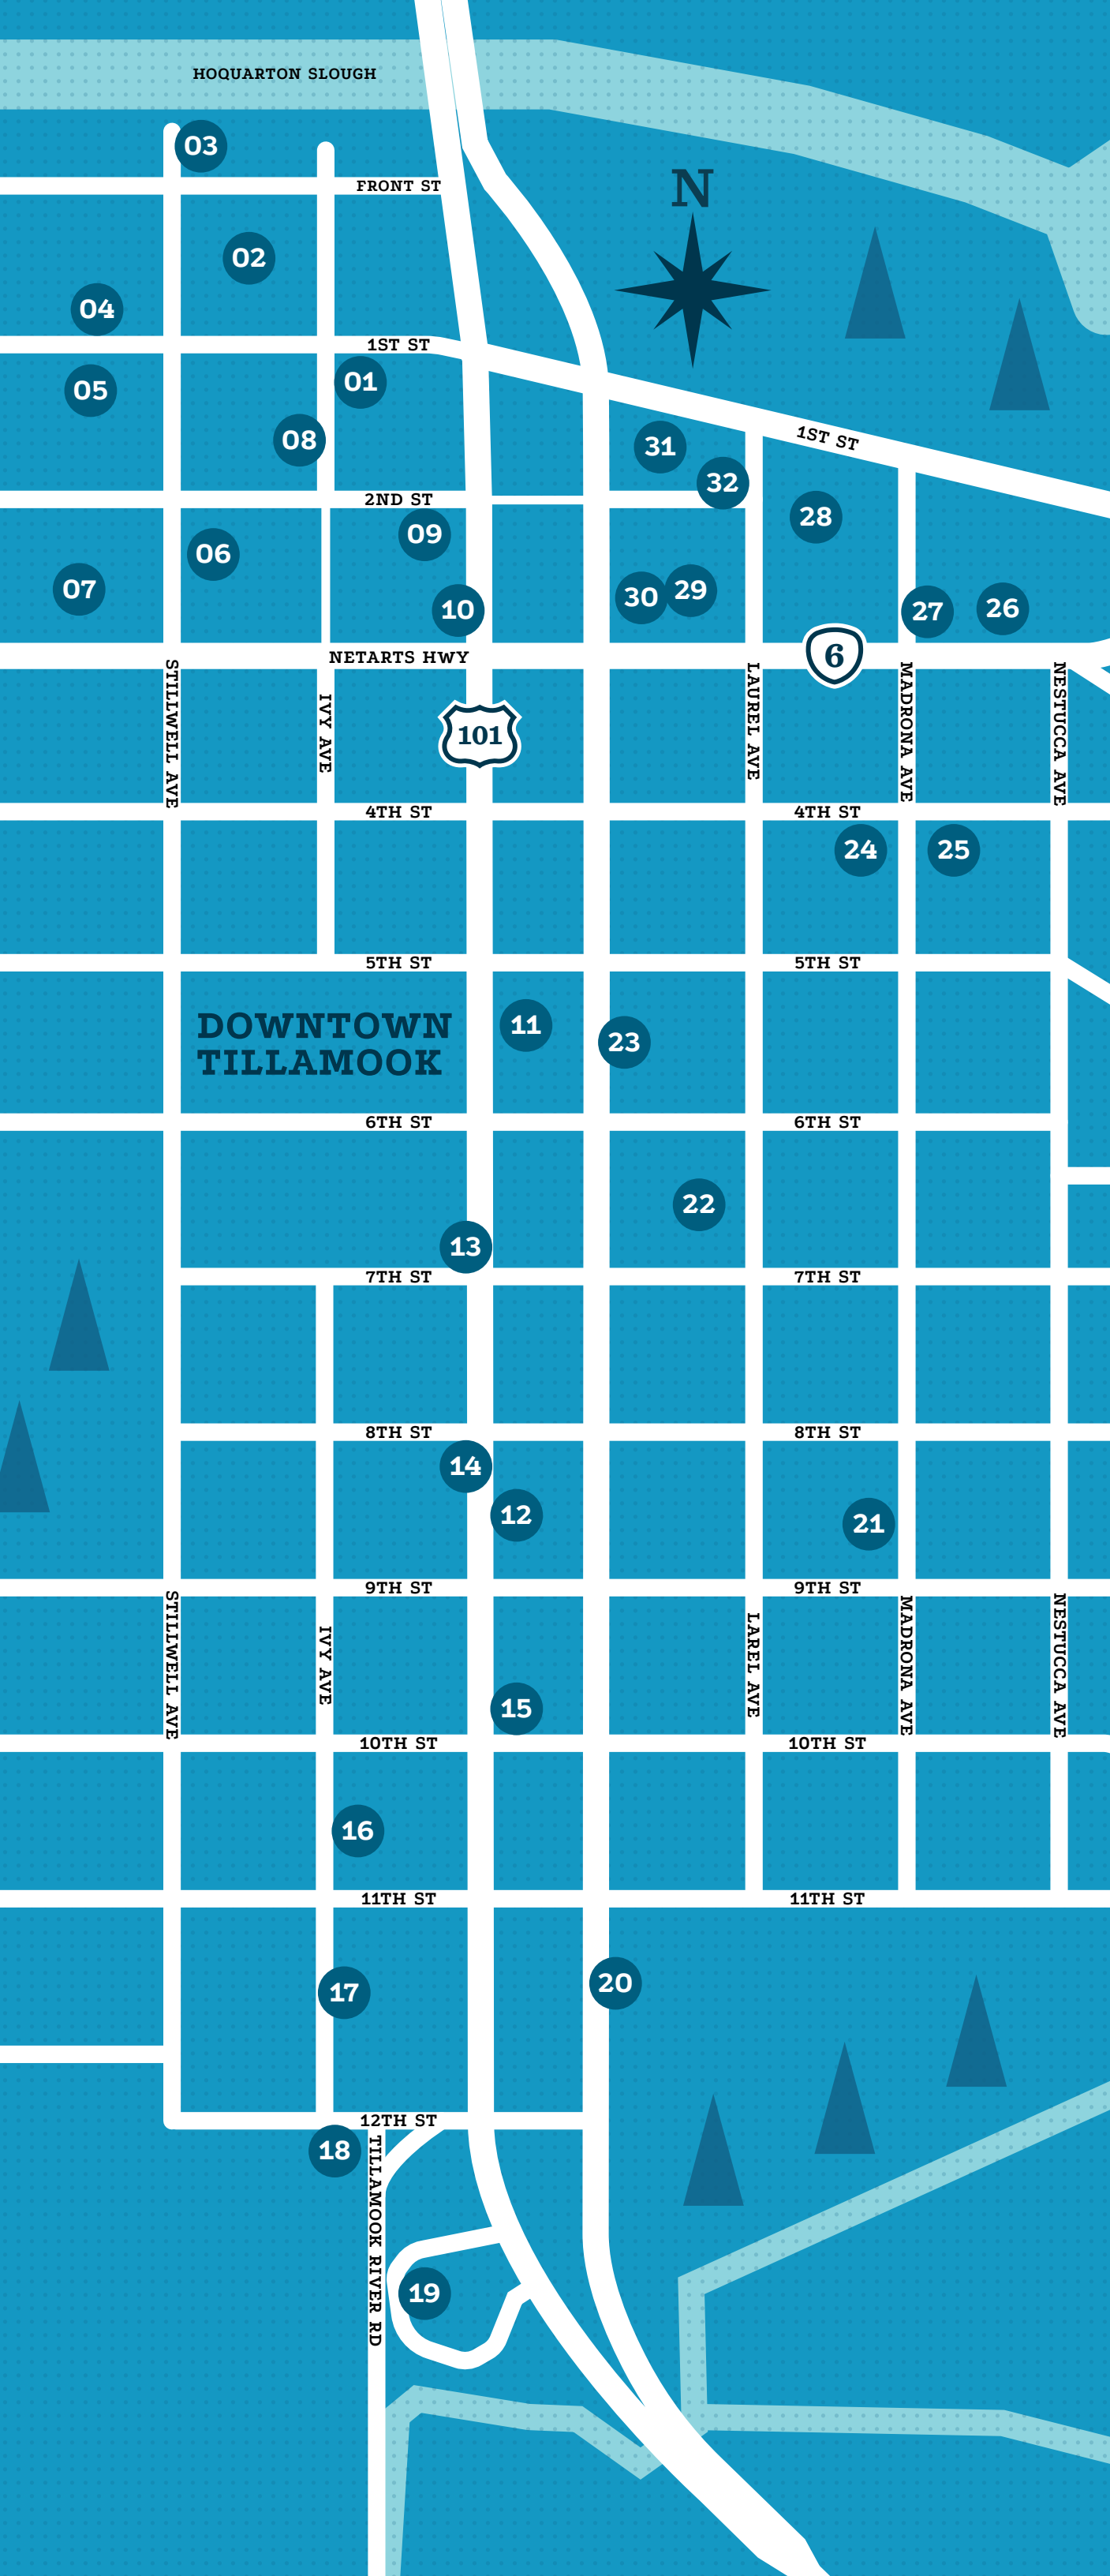 HOQUARTON SLOUGH
03
FRONT ST
N
02
04
1ST ST
01
05
08
1ST ST
31
32
2ND ST
28
09
06
07
10
30
29
27
26
NETARTS HWY
6
STILLWELL AVE
IVY AVE
101
LAUREL AVE
MADRONA AVE
NESTUCCA AVE
4TH ST
4TH ST
24
25
5TH ST
5TH ST
DOWNTOWN
TILLAMOOK
11
23
6TH ST
6TH ST
22
13
7TH ST
7TH ST
8TH ST
8TH ST
14
12
21
9TH ST
9TH ST
STILLWELL AVE
IVY AVE
LAREL AVE
MADRONA AVE
NESTUCCA AVE
15
10TH ST
10TH ST
16
11TH ST
11TH ST
17
20
12TH ST
18
TILLAMOOK RIVER RD
19